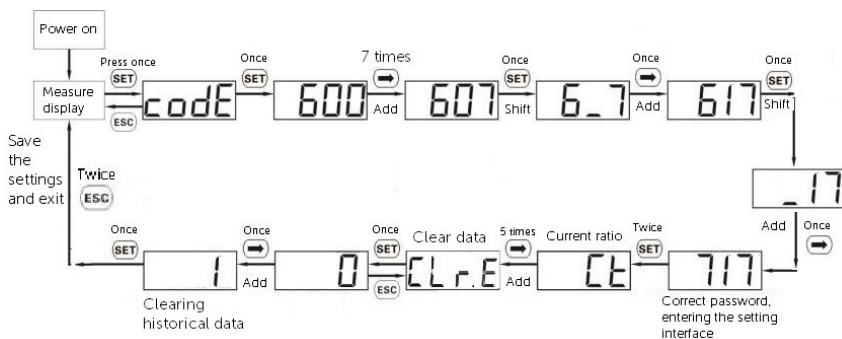 Power on
Press once
SET
Once
SET
7 times
Once
SET
Once
Once
SET
Measure
display
ESC
codE
600
Add
607
Shift
6_7
Add
617
Shift
Save
the
settings
and exit
Twice
ESC
_17
Add
Once
Once
SET
Once
Once
SET
Clear data
5 times
Current ratio
Twice
SET
1
Add
0
ESC
CLr.E
Add
Ct
717
Clearing
historical data
Correct password,
entering the setting
interface